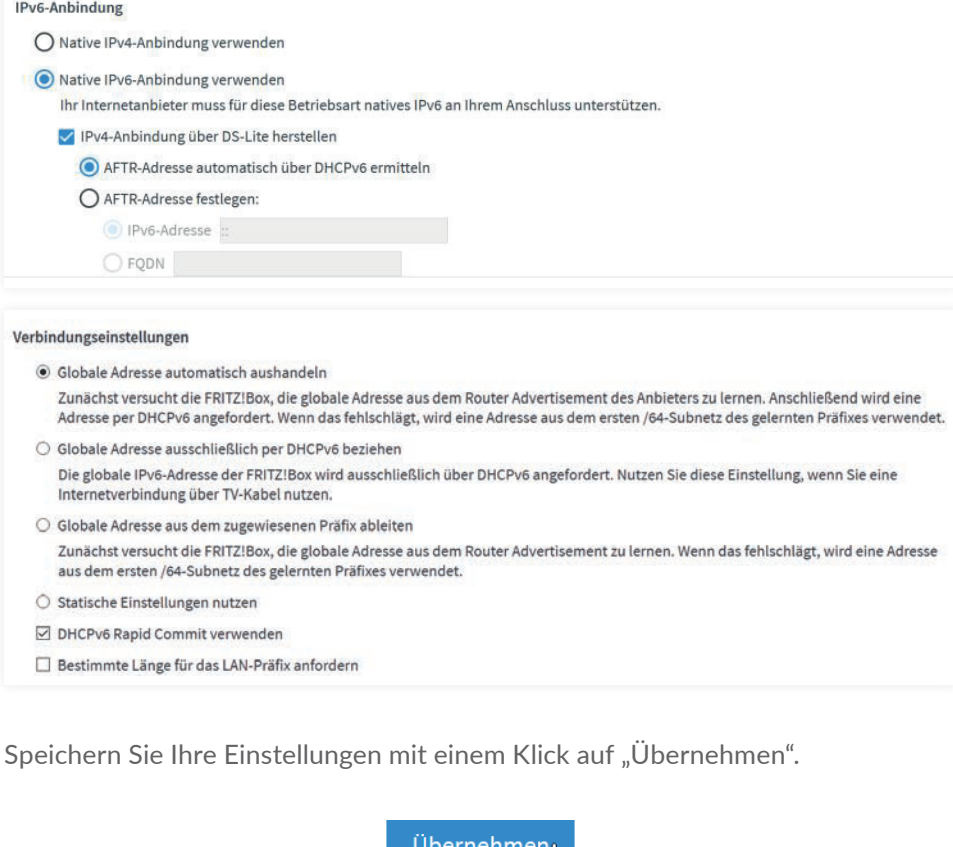 IPv6-Anbindung
Native IPv4-Anbindung verwenden
Native IPv6-Anbindung verwenden
Ihr Internetanbieter muss für diese Betriebsart natives IPv6 an Ihrem Anschluss unterstützen.
IPv4-Anbindung über DS-Lite herstellen
AFTR-Adresse automatisch über DHCPv6 ermitteln
AFTR-Adresse festlegen:
IPv6-Adresse ::
FQDN
Verbindungseinstellungen
Globale Adresse automatisch aushandeln
Zunächst versucht die FRITZ!Box, die globale Adresse aus dem Router Advertisement des Anbieters zu lernen. Anschließend wird eine
Adresse per DHCPv6 angefordert. Wenn das fehlschlägt, wird eine Adresse aus dem ersten /64-Subnetz des gelernten Präfixes verwendet.
Globale Adresse ausschließlich per DHCPv6 beziehen
Die globale IPv6-Adresse der FRITZ!Box wird ausschließlich über DHCPv6 angefordert. Nutzen Sie diese Einstellung, wenn Sie eine
Internetverbindung über TV-Kabel nutzen.
Globale Adresse aus dem zugewiesenen Präfix ableiten
Zunächst versucht die FRITZ!Box, die globale Adresse aus dem Router Advertisement zu lernen. Wenn das fehlschlägt, wird eine Adresse
aus dem ersten /64-Subnetz des gelernten Präfixes verwendet.
Statische Einstellungen nutzen
DHCPv6 Rapid Commit verwenden
Bestimmte Länge für das LAN-Präfix anfordern
Speichern Sie Ihre Einstellungen mit einem Klick auf „Übernehmen“.
Übernehmen